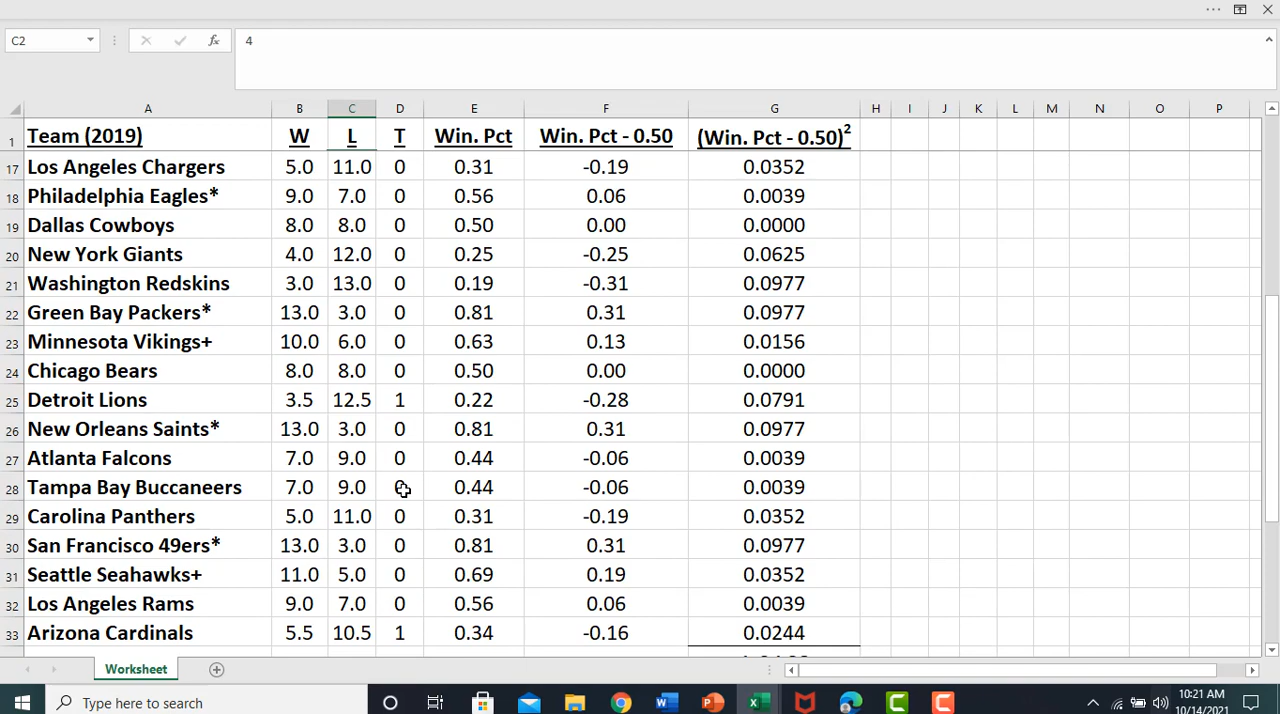 C2 fx 4
A B C D E F G H I J K L M N O P
1 Team (2019) W L T Win. Pct Win. Pct - 0.50 (Win. Pct - 0.50)²
17 Los Angeles Chargers 5.0 11.0 0 0.31 -0.19 0.0352
18 Philadelphia Eagles* 9.0 7.0 0 0.56 0.06 0.0039
19 Dallas Cowboys 8.0 8.0 0 0.50 0.00 0.0000
20 New York Giants 4.0 12.0 0 0.25 -0.25 0.0625
21 Washington Redskins 3.0 13.0 0 0.19 -0.31 0.0977
22 Green Bay Packers* 13.0 3.0 0 0.81 0.31 0.0977
23 Minnesota Vikings+ 10.0 6.0 0 0.63 0.13 0.0156
24 Chicago Bears 8.0 8.0 0 0.50 0.00 0.0000
25 Detroit Lions 3.5 12.5 1 0.22 -0.28 0.0791
26 New Orleans Saints* 13.0 3.0 0 0.81 0.31 0.0977
27 Atlanta Falcons 7.0 9.0 0 0.44 -0.06 0.0039
28 Tampa Bay Buccaneers 7.0 9.0 0.44 -0.06 0.0039
29 Carolina Panthers 5.0 11.0 0 0.31 -0.19 0.0352
30 San Francisco 49ers* 13.0 3.0 0 0.81 0.31 0.0977
31 Seattle Seahawks+ 11.0 5.0 0 0.69 0.19 0.0352
32 Los Angeles Rams 9.0 7.0 0 0.56 0.06 0.0039
33 Arizona Cardinals 5.5 10.5 1 0.34 -0.16 0.0244
Worksheet
Type here to search
10:21 AM
10/14/2021